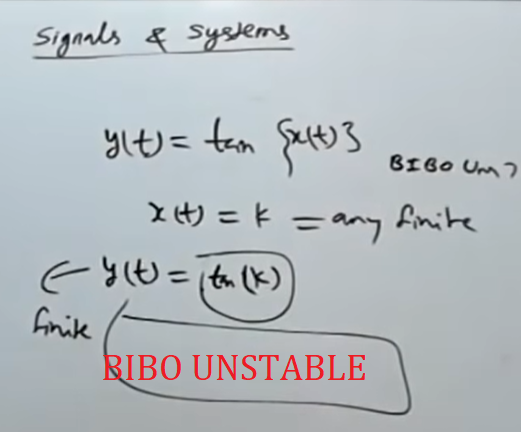 Signals & Systems
y(t) = tan {x(t)}
BIBO Un?
x(t) = K = any finite
y(t) = tan(K)
finite
BIBO UNSTABLE